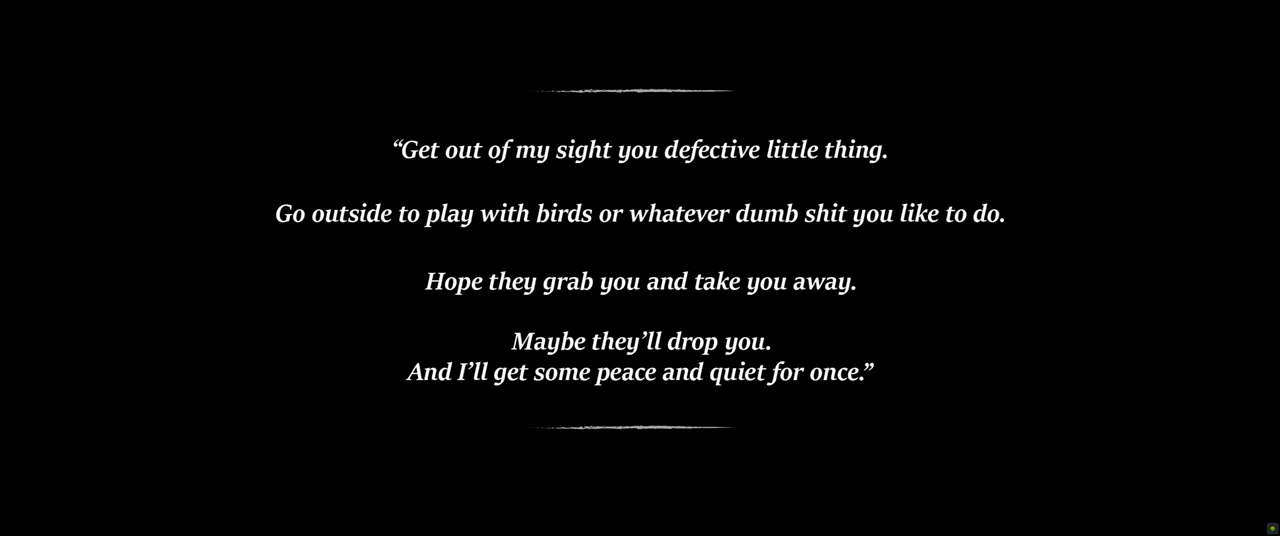 “Get out of my sight you defective little thing.
Go outside to play with birds or whatever dumb shit you like to do.
Hope they grab you and take you away.
Maybe they’ll drop you.
And I’ll get some peace and quiet for once.”